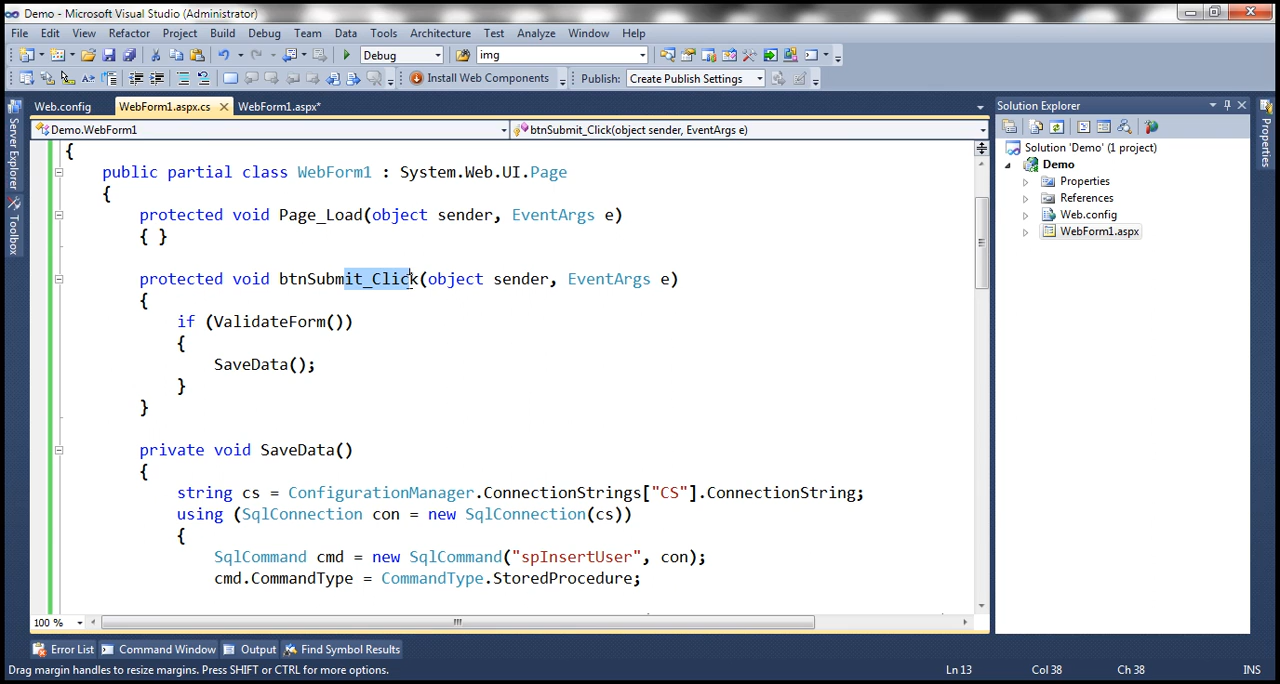 Demo - Microsoft Visual Studio (Administrator)
File Edit View Refactor Project Build Debug Team Data Tools Architecture Test Analyze Window Help
Debug img
Install Web Components Publish: Create Publish Settings
Web.config WebForm1.aspx.cs WebForm1.aspx*
Demo.WebForm1 btnSubmit_Click(object sender, EventArgs e)
{
public partial class WebForm1 : System.Web.UI.Page
{
protected void Page_Load(object sender, EventArgs e)
{ }
protected void btnSubmit_Click(object sender, EventArgs e)
{
if (ValidateForm())
{
SaveData();
}
}
private void SaveData()
{
string cs = ConfigurationManager.ConnectionStrings["CS"].ConnectionString;
using (SqlConnection con = new SqlConnection(cs))
{
SqlCommand cmd = new SqlCommand("spInsertUser", con);
cmd.CommandType = CommandType.StoredProcedure;
100 %
Server Explorer
Toolbox
Solution Explorer
Solution 'Demo' (1 project)
Demo
Properties
References
Web.config
WebForm1.aspx
Properties
Error List Command Window Output Find Symbol Results
Drag margin handles to resize margins. Press SHIFT or CTRL for more options. Ln 13 Col 38 Ch 38 INS